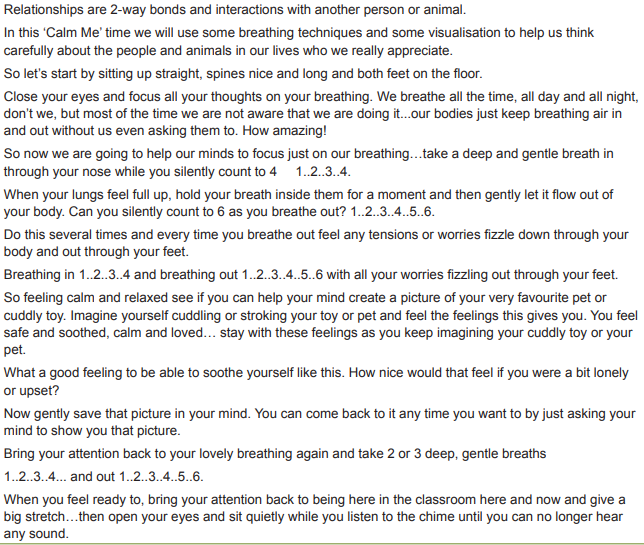 Relationships are 2-way bonds and interactions with another person or animal.
In this ‘Calm Me’ time we will use some breathing techniques and some visualisation to help us think
carefully about the people and animals in our lives who we really appreciate.
So let’s start by sitting up straight, spines nice and long and both feet on the floor.
Close your eyes and focus all your thoughts on your breathing. We breathe all the time, all day and all night,
don’t we, but most of the time we are not aware that we are doing it...our bodies just keep breathing air in
and out without us even asking them to. How amazing!
So now we are going to help our minds to focus just on our breathing…take a deep and gentle breath in
through your nose while you silently count to 4 1..2..3..4.
When your lungs feel full up, hold your breath inside them for a moment and then gently let it flow out of
your body. Can you silently count to 6 as you breathe out? 1..2..3..4..5..6.
Do this several times and every time you breathe out feel any tensions or worries fizzle down through your
body and out through your feet.
Breathing in 1..2..3..4 and breathing out 1..2..3..4..5..6 with all your worries fizzling out through your feet.
So feeling calm and relaxed see if you can help your mind create a picture of your very favourite pet or
cuddly toy. Imagine yourself cuddling or stroking your toy or pet and feel the feelings this gives you. You feel
safe and soothed, calm and loved… stay with these feelings as you keep imagining your cuddly toy or your
pet.
What a good feeling to be able to soothe yourself like this. How nice would that feel if you were a bit lonely
or upset?
Now gently save that picture in your mind. You can come back to it any time you want to by just asking your
mind to show you that picture.
Bring your attention back to your lovely breathing again and take 2 or 3 deep, gentle breaths
1..2..3..4... and out 1..2..3..4..5..6.
When you feel ready to, bring your attention back to being here in the classroom here and now and give a
big stretch…then open your eyes and sit quietly while you listen to the chime until you can no longer hear
any sound.